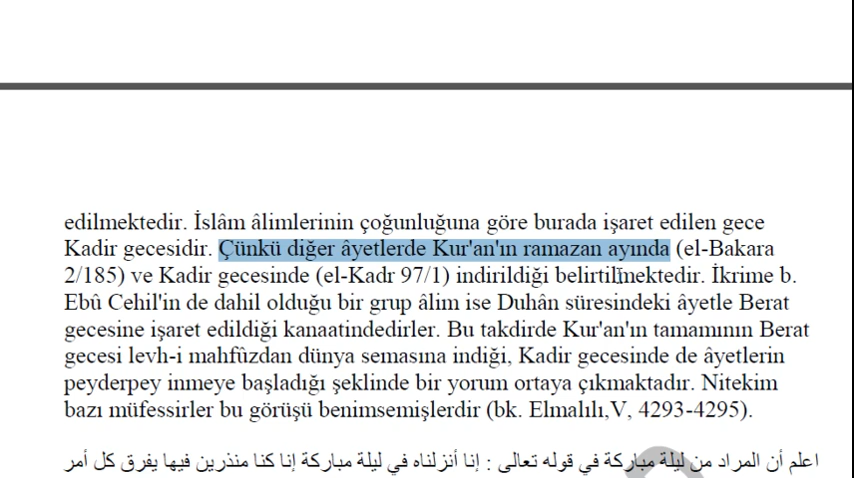 edilmektedir. İslâm âlimlerinin çoğunluğuna göre burada işaret edilen gece
Kadir gecesidir. Çünkü diğer âyetlerde Kur'an'ın ramazan ayında (el-Bakara
2/185) ve Kadir gecesinde (el-Kadr 97/1) indirildiği belirtilmektedir. İkrime b.
Ebû Cehil'in de dahil olduğu bir grup âlim ise Duhân sûresindeki âyetle Berat
gecesine işaret edildiği kanaatindedirler. Bu takdirde Kur'an'ın tamamının Berat
gecesi levh-i mahfûzdan dünya semasına indiği, Kadir gecesinde de âyetlerin
peyderpey inmeye başladığı şeklinde bir yorum ortaya çıkmaktadır. Nitekim
bazı müfessirler bu görüşü benimsemişlerdir (bk. Elmalılı,V, 4293-4295).
اعلم أن المراد من ليلة مباركة في قوله تعالى : إنا أنزلناه في ليلة مباركة إنا كنا منذرين فيها يفرق كل أمر